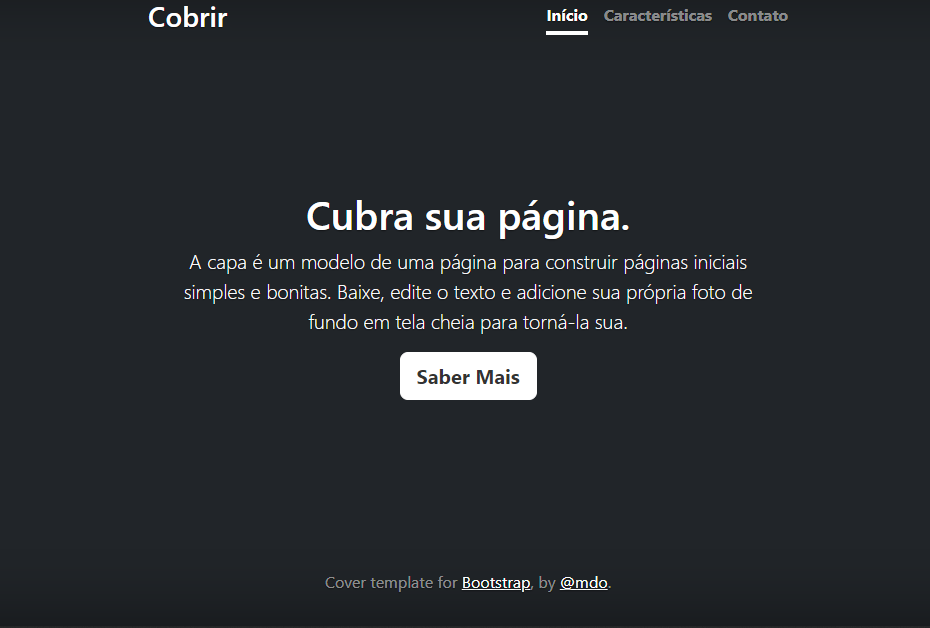 Cobrir
Início Características Contato
Cubra sua página.
A capa é um modelo de uma página para construir páginas iniciais
simples e bonitas. Baixe, edite o texto e adicione sua própria foto de
fundo em tela cheia para torná-la sua.
Saber Mais
Cover template for Bootstrap, by @mdo.